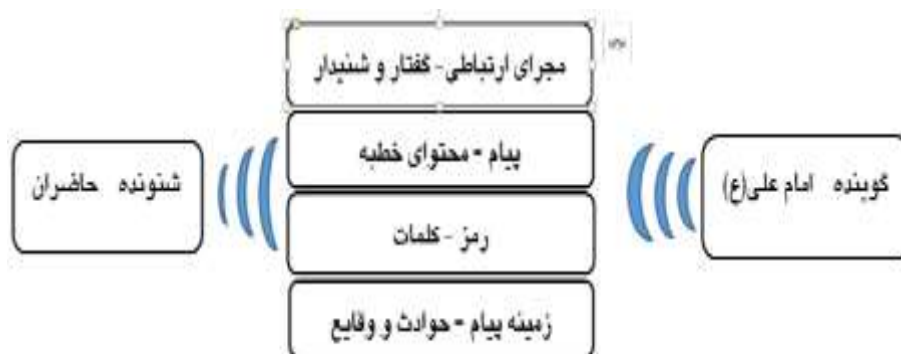 مجرای ارتباطی- گفتار و شنیدار
پیام - محتوای خطبه
گوینده امام علی(ع)
شنونده حاضران
رمز - کلمات
زمینه پیام - حوادث و وقایع